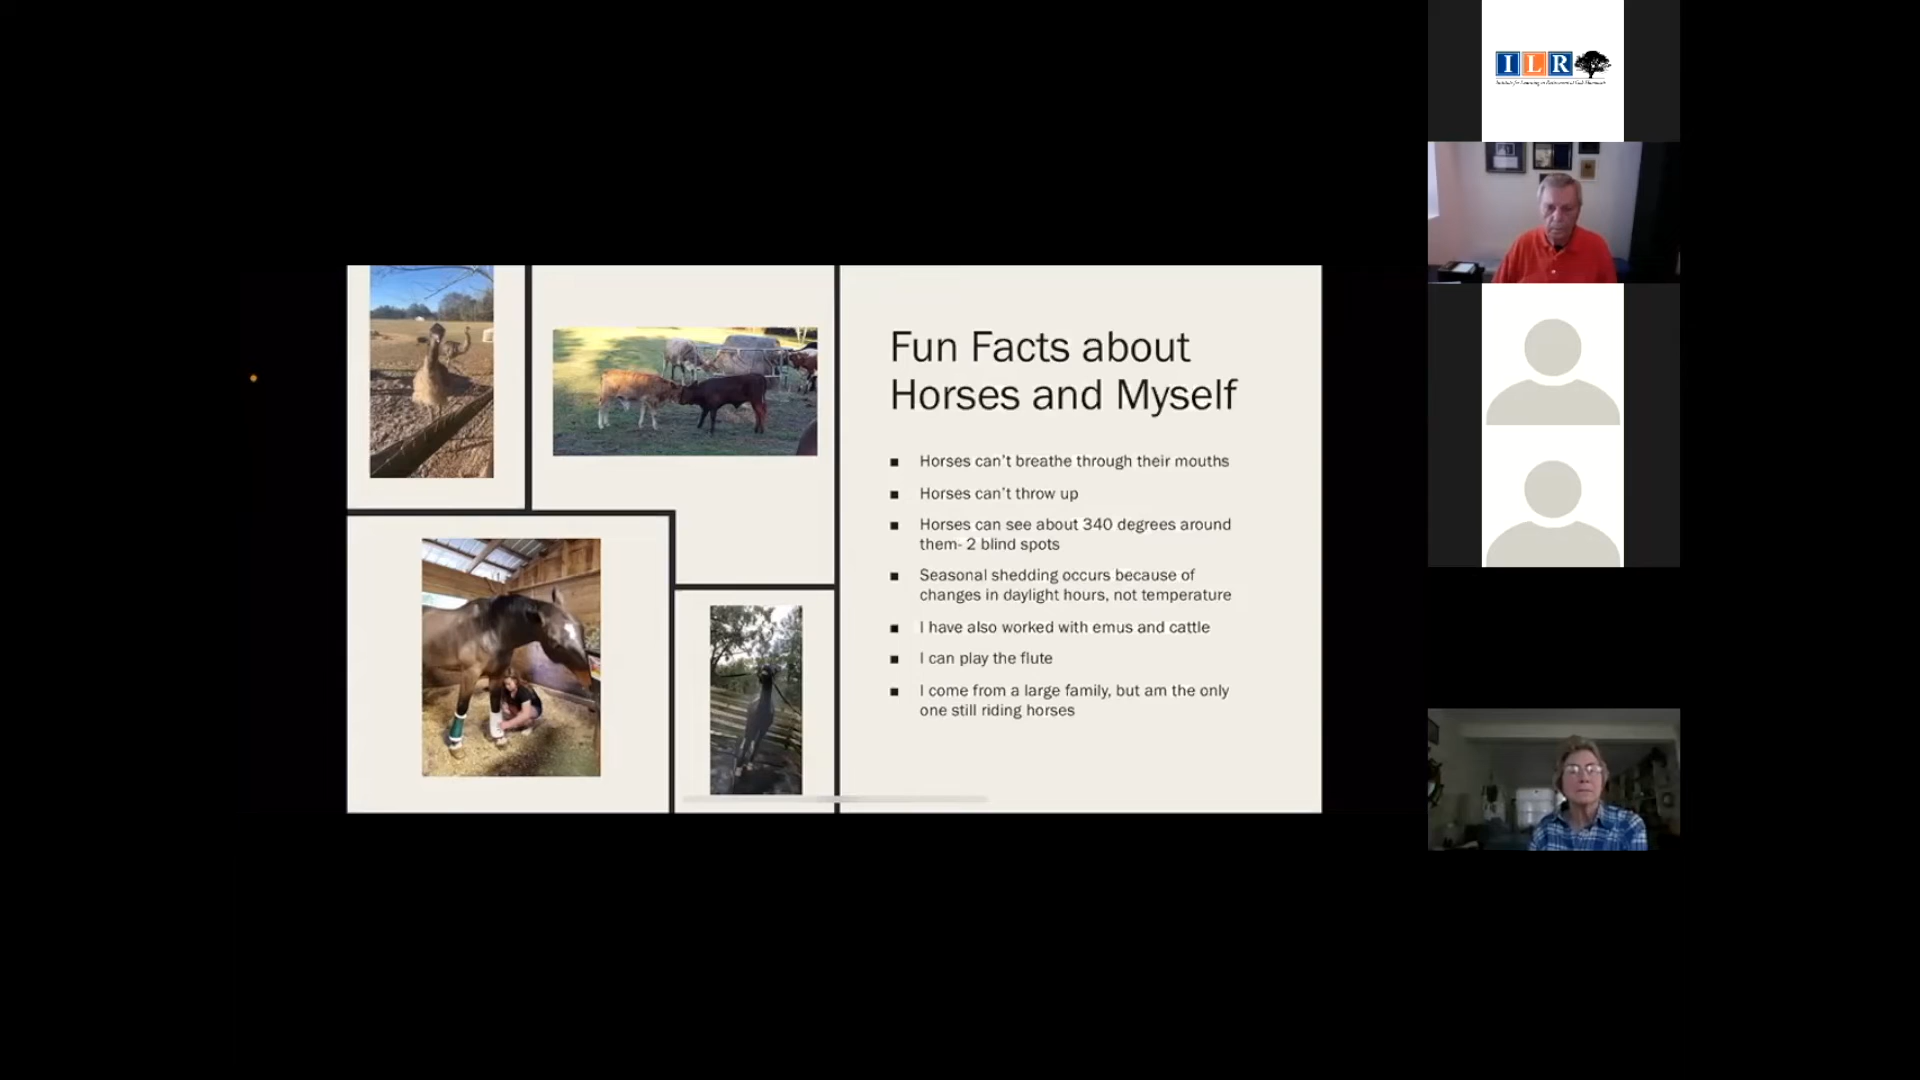 I L R
Fun Facts about
Horses and Myself
■ Horses can't breathe through their mouths
■ Horses can't throw up
■ Horses can see about 340 degrees around
them- 2 blind spots
■ Seasonal shedding occurs because of
changes in daylight hours, not temperature
■ I have also worked with emus and cattle
■ I can play the flute
■ I come from a large family, but am the only
one still riding horses